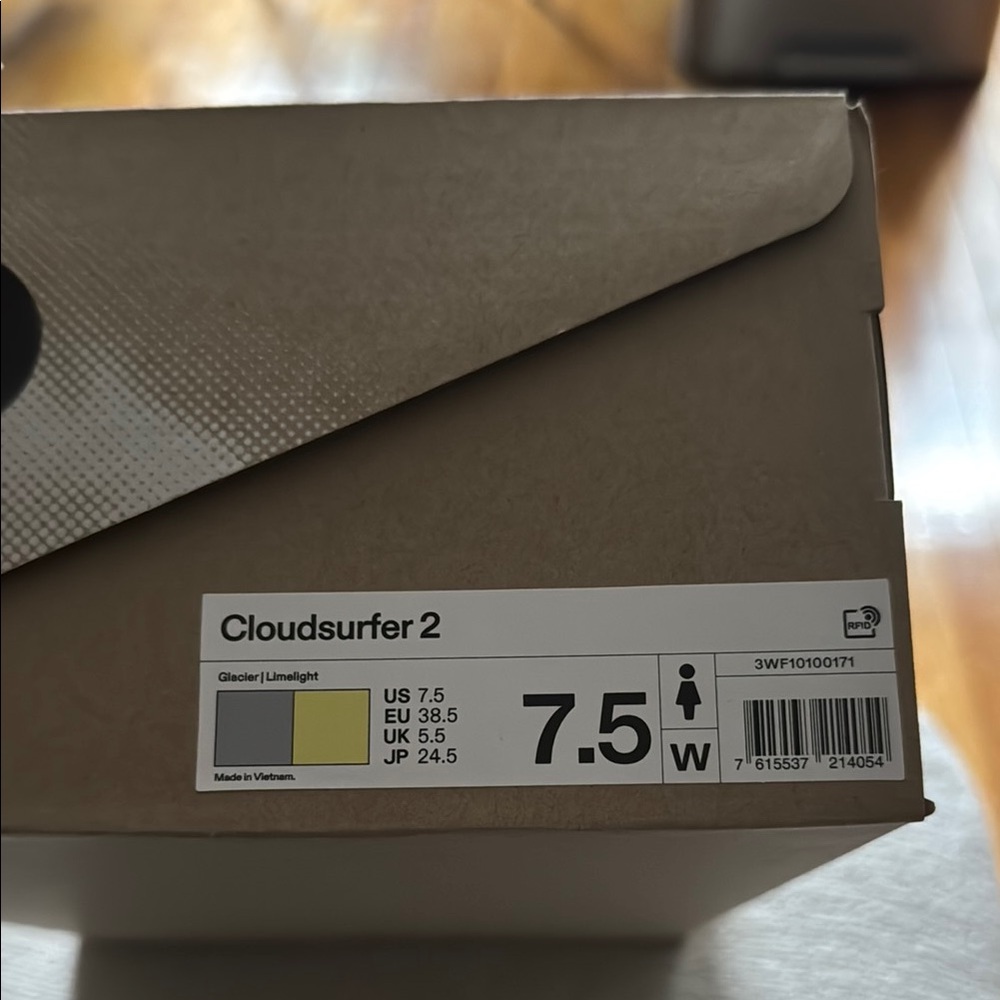 Cloudsurfer 2
RFID
Glacier | Limelight
US 7.5
EU 38.5
UK 5.5
JP 24.5
Made in Vietnam.
7.5
W
3WF10100171
7 615537 214054